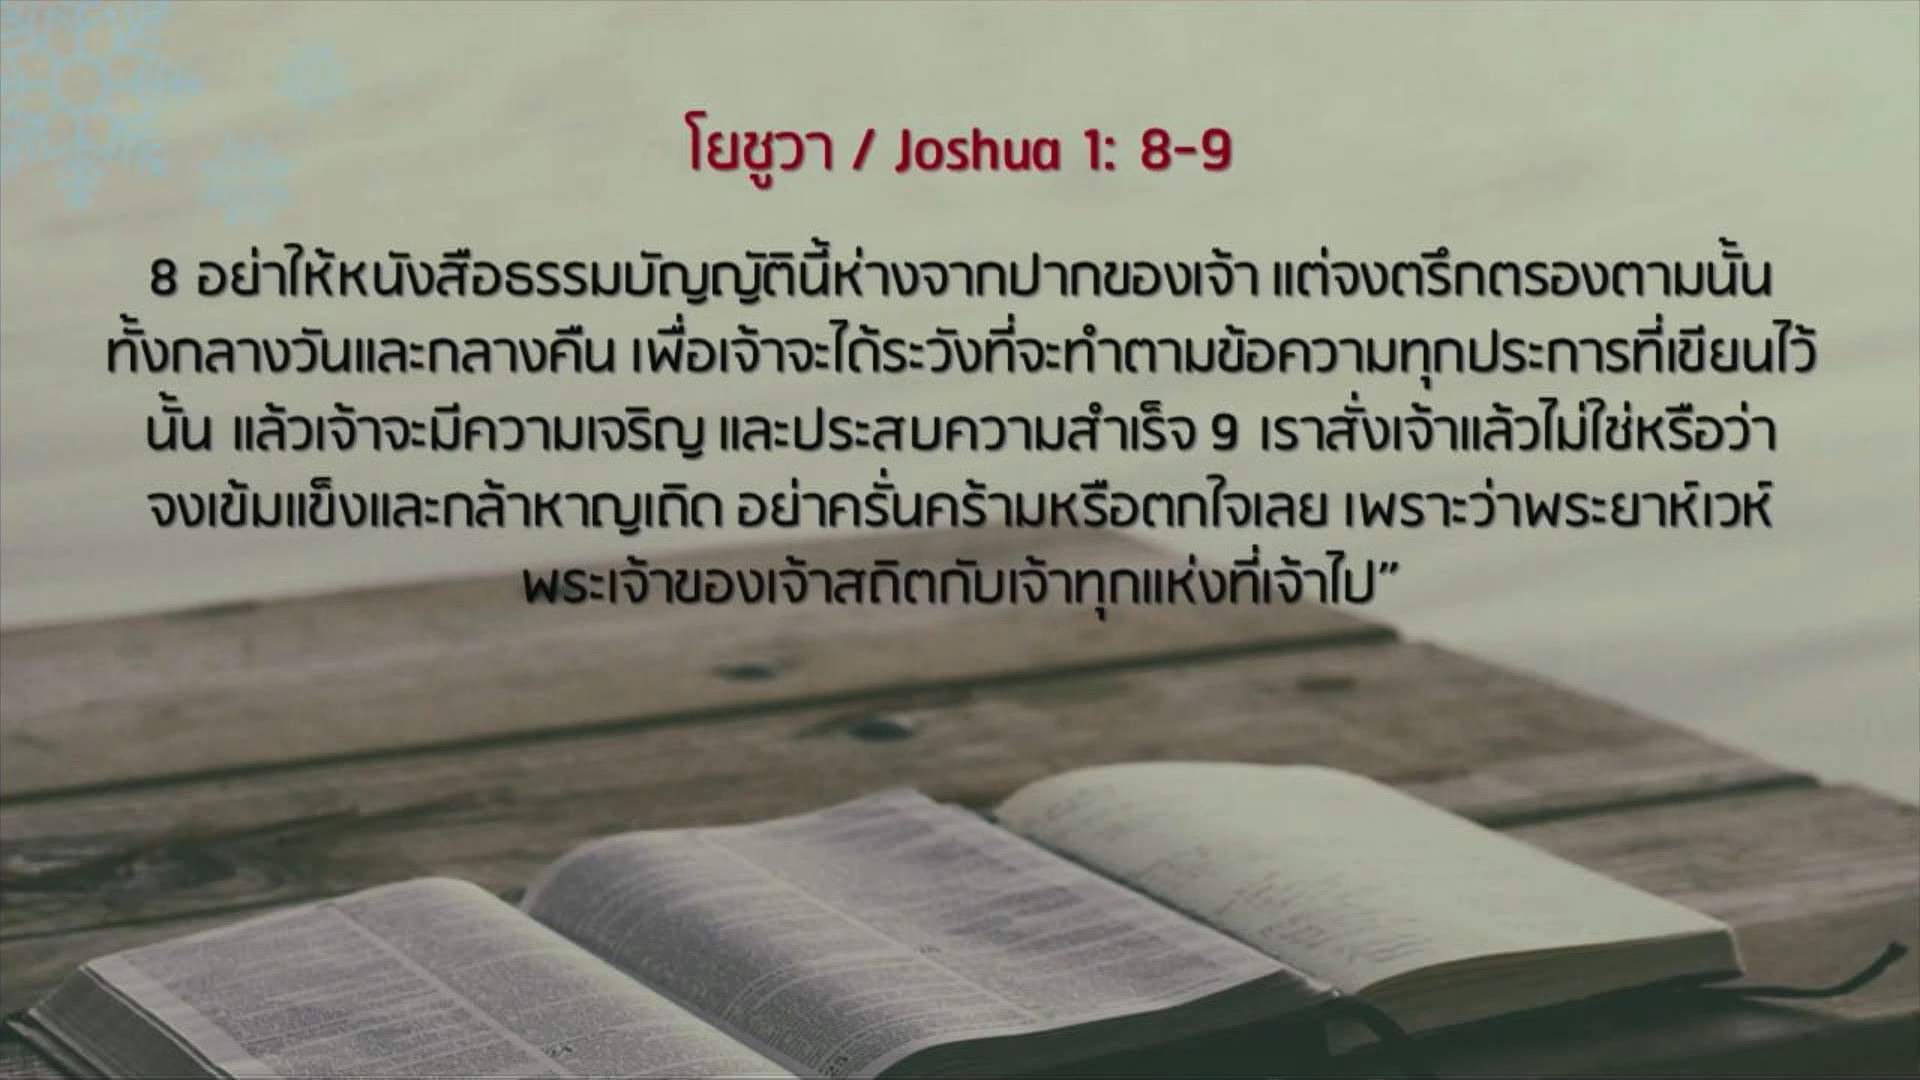 โยชูวา / Joshua 1: 8-9
8 อย่าให้หนังสือธรรมบัญญัตินี้ห่างจากปากของเจ้า แต่จงตรึกตรองตามนั้น
ทั้งกลางวันและกลางคืน เพื่อเจ้าจะได้ระวังที่จะทำตามข้อความทุกประการที่เขียนไว้
นั้น แล้วเจ้าจะมีความเจริญ และประสบความสำเร็จ 9 เราสั่งเจ้าแล้วไม่ใช่หรือว่า
จงเข้มแข็งและกล้าหาญเถิด อย่าครั่นคร้ามหรือตกใจเลย เพราะว่าพระยาห์เวห์
พระเจ้าของเจ้าสถิตกับเจ้าทุกแห่งที่เจ้าไป”